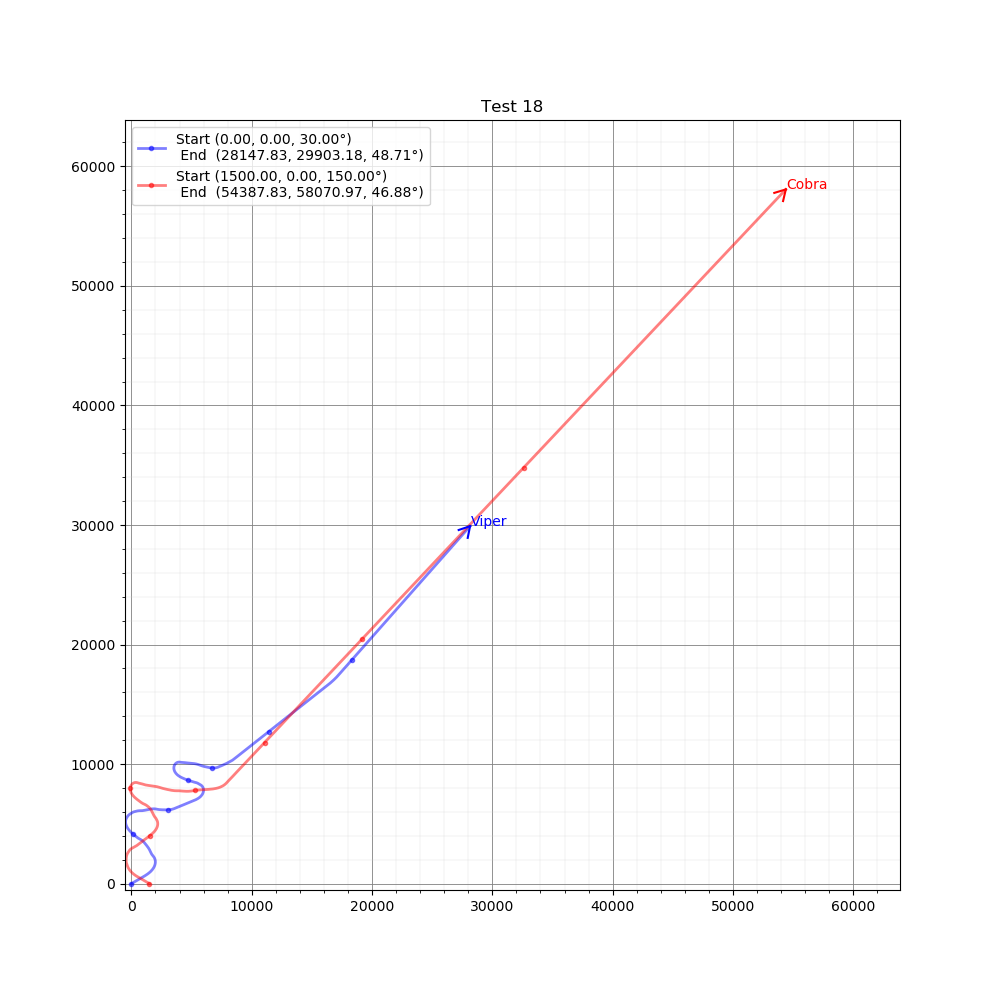 Test 18
Start (0.00, 0.00, 30.00°)
End (28147.83, 29903.18, 48.71°)
Start (1500.00, 0.00, 150.00°)
End (54387.83, 58070.97, 46.88°)
60000
50000
40000
30000
20000
10000
0
Cobra
Viper
0 10000 20000 30000 40000 50000 60000